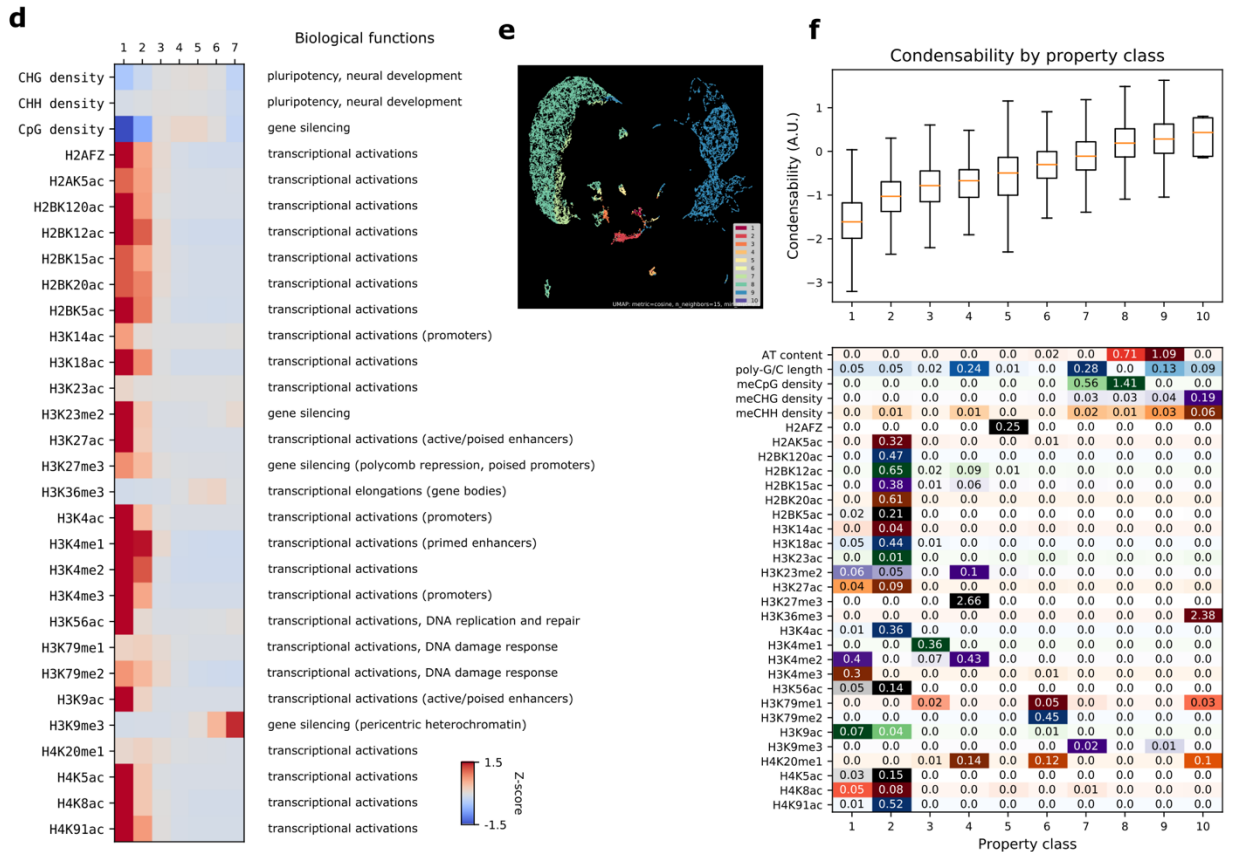 d
1 2 3 4 5 6 7
Biological functions
CHG density pluripotency, neural development
CHH density pluripotency, neural development
CpG density gene silencing
H2AFZ transcriptional activations
H2AK5ac transcriptional activations
H2BK120ac transcriptional activations
H2BK12ac transcriptional activations
H2BK15ac transcriptional activations
H2BK20ac transcriptional activations
H2BK5ac transcriptional activations
H3K14ac transcriptional activations (promoters)
H3K18ac transcriptional activations
H3K23ac
H3K23me2 gene silencing
H3K27ac transcriptional activations (active/poised enhancers)
H3K27me3 gene silencing (polycomb repression, poised promoters)
H3K36me3 transcriptional elongations (gene bodies)
H3K4ac transcriptional activations (promoters)
H3K4me1 transcriptional activations (primed enhancers)
H3K4me2 transcriptional activations
H3K4me3 transcriptional activations (promoters)
H3K56ac transcriptional activations, DNA replication and repair
H3K79me1 transcriptional activations, DNA damage response
H3K79me2 transcriptional activations, DNA damage response
H3K9ac transcriptional activations (active/poised enhancers)
H3K9me3 gene silencing (pericentric heterochromatin)
H4K20me1 transcriptional activations
H4K5ac transcriptional activations
H4K8ac transcriptional activations
H4K91ac transcriptional activations
1.5
Z-score
-1.5
e
1
2
3
4
5
6
7
8
9
10
UMAP: metric=cosine, n_neighbors=15, min_
f
Condensability by property class
Condensability (A.U.)
1
0
−1
−2
−3
1 2 3 4 5 6 7 8 9 10
AT content 0.0 0.0 0.0 0.0 0.0 0.02 0.0 0.71 1.09 0.0
poly-G/C length 0.05 0.05 0.02 0.24 0.01 0.0 0.28 0.0 0.13 0.09
meCpG density 0.0 0.0 0.0 0.0 0.0 0.0 0.56 1.41 0.0 0.0
meCHG density 0.0 0.0 0.0 0.0 0.0 0.0 0.03 0.03 0.04 0.19
meCHH density 0.0 0.01 0.0 0.01 0.0 0.0 0.02 0.01 0.03 0.06
H2AFZ 0.0 0.0 0.0 0.0 0.25 0.0 0.0 0.0 0.0 0.0
H2AK5ac 0.0 0.32 0.0 0.0 0.0 0.01 0.0 0.0 0.0 0.0
H2BK120ac 0.0 0.47 0.0 0.0 0.0 0.0 0.0 0.0 0.0 0.0
H2BK12ac 0.0 0.65 0.02 0.09 0.01 0.0 0.0 0.0 0.0 0.0
H2BK15ac 0.0 0.38 0.01 0.06 0.0 0.0 0.0 0.0 0.0 0.0
H2BK20ac 0.0 0.61 0.0 0.0 0.0 0.0 0.0 0.0 0.0 0.0
H2BK5ac 0.02 0.21 0.0 0.0 0.0 0.0 0.0 0.0 0.0 0.0
H3K14ac 0.0 0.04 0.0 0.0 0.0 0.0 0.0 0.0 0.0 0.0
H3K18ac 0.05 0.44 0.01 0.0 0.0 0.0 0.0 0.0 0.0 0.0
H3K23ac 0.0 0.01 0.0 0.0 0.0 0.0 0.0 0.0 0.0 0.0
H3K23me2 0.06 0.05 0.0 0.1 0.0 0.0 0.0 0.0 0.0 0.0
H3K27ac 0.04 0.09 0.0 0.0 0.0 0.0 0.0 0.0 0.0 0.0
H3K27me3 0.0 0.0 0.0 2.66 0.0 0.0 0.0 0.0 0.0 0.0
H3K36me3 0.0 0.0 0.0 0.0 0.0 0.0 0.0 0.0 0.0 2.38
H3K4ac 0.01 0.36 0.0 0.0 0.0 0.0 0.0 0.0 0.0 0.0
H3K4me1 0.0 0.0 0.36 0.0 0.0 0.0 0.0 0.0 0.0 0.0
H3K4me2 0.4 0.0 0.07 0.43 0.0 0.0 0.0 0.0 0.0 0.0
H3K4me3 0.3 0.0 0.0 0.0 0.0 0.01 0.0 0.0 0.0 0.0
H3K56ac 0.05 0.14 0.0 0.0 0.0 0.0 0.0 0.0 0.0 0.0
H3K79me1 0.0 0.0 0.02 0.0 0.0 0.05 0.0 0.0 0.0 0.03
H3K79me2 0.0 0.0 0.0 0.0 0.0 0.45 0.0 0.0 0.0 0.0
H3K9ac 0.07 0.04 0.0 0.0 0.0 0.01 0.0 0.0 0.0 0.0
H3K9me3 0.0 0.0 0.0 0.0 0.0 0.0 0.02 0.0 0.01 0.0
H4K20me1 0.0 0.0 0.01 0.14 0.0 0.12 0.0 0.0 0.0 0.1
H4K5ac 0.03 0.15 0.0 0.0 0.0 0.0 0.0 0.0 0.0 0.0
H4K8ac 0.05 0.08 0.0 0.0 0.0 0.0 0.01 0.0 0.0 0.0
H4K91ac 0.01 0.52 0.0 0.0 0.0 0.0 0.0 0.0 0.0 0.0
1 2 3 4 5 6 7 8 9 10
Property class